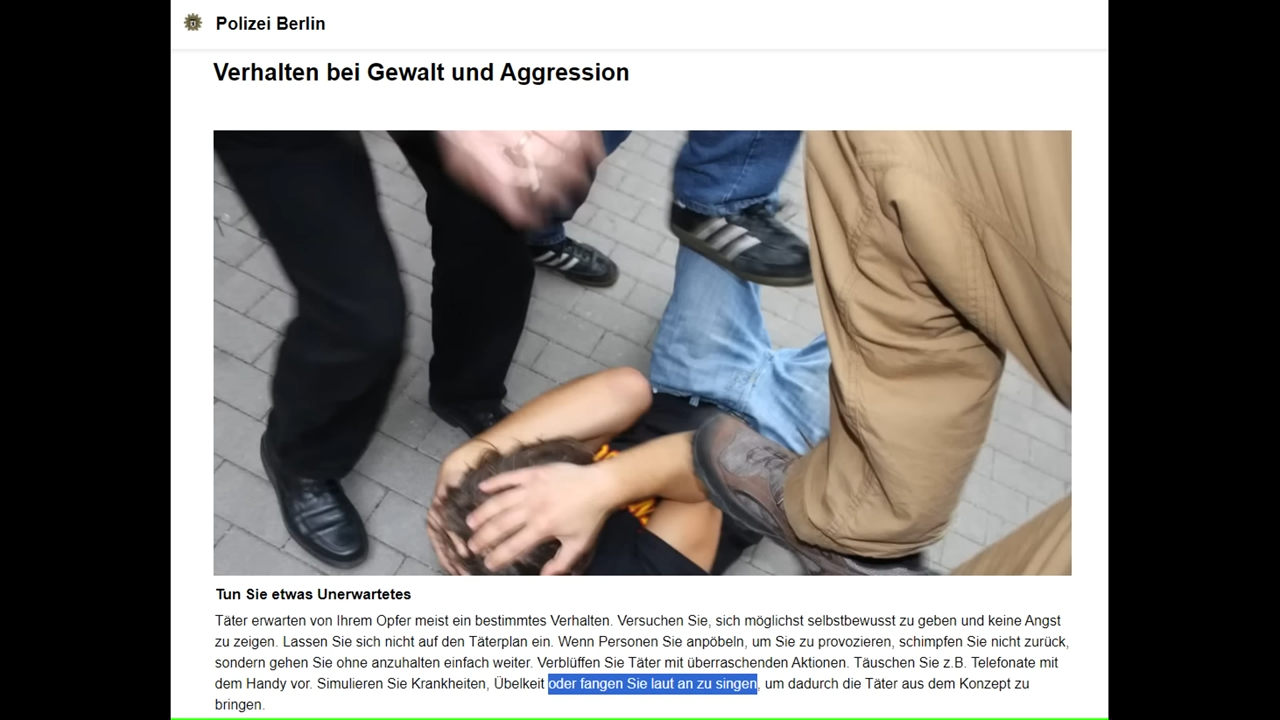 Polizei Berlin
Verhalten bei Gewalt und Aggression
Tun Sie etwas Unerwartetes
Täter erwarten von Ihrem Opfer meist ein bestimmtes Verhalten. Versuchen Sie, sich möglichst selbstbewusst zu geben und keine Angst
zu zeigen. Lassen Sie sich nicht auf den Täterplan ein. Wenn Personen Sie anpöbeln, um Sie zu provozieren, schimpfen Sie nicht zurück,
sondern gehen Sie ohne anzuhalten einfach weiter. Verblüffen Sie Täter mit überraschenden Aktionen. Täuschen Sie z.B. Telefonate mit
dem Handy vor. Simulieren Sie Krankheiten, Übelkeit oder fangen Sie laut an zu singen, um dadurch die Täter aus dem Konzept zu
bringen.